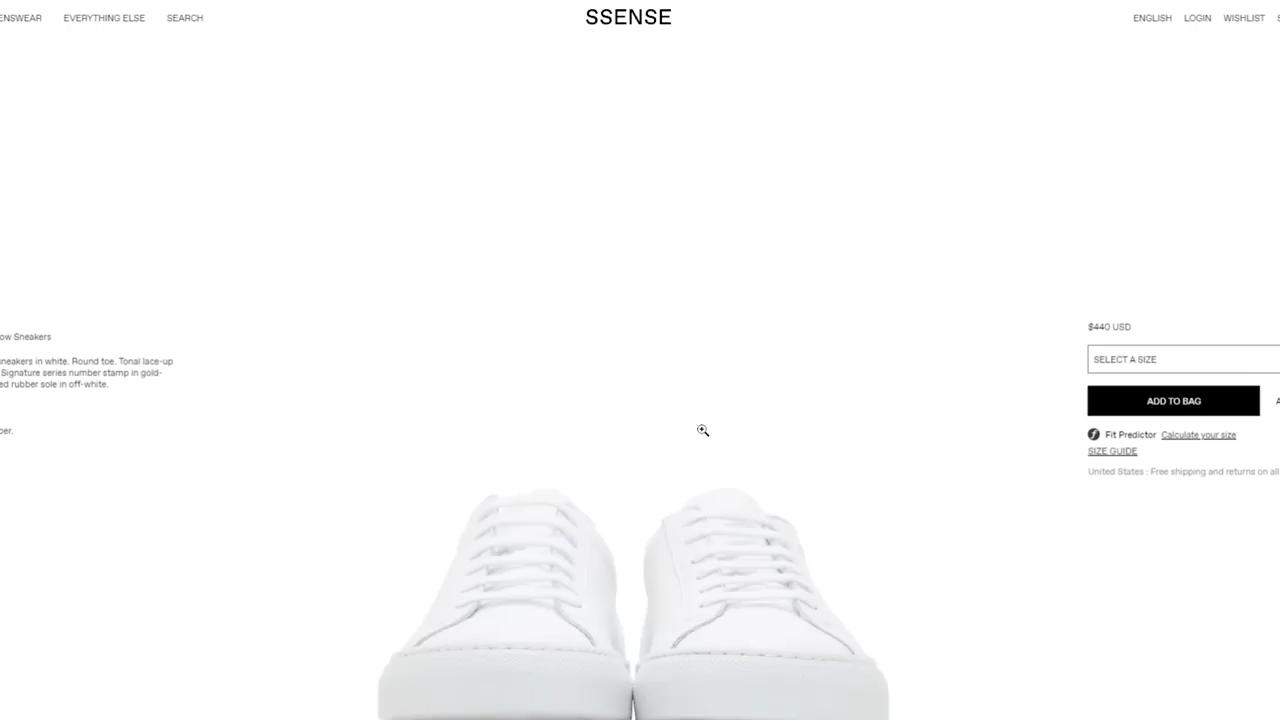 ENSWEAR EVERYTHING ELSE SEARCH SSENSE ENGLISH LOGIN WISHLIST
ow Sneakers
neakers in white. Round toe. Tonal lace-up
Signature series number stamp in gold-
ed rubber sole in off-white.
ber.
$440 USD
SELECT A SIZE
ADD TO BAG
Fit Predictor Calculate your size
SIZE GUIDE
United States : Free shipping and returns on all